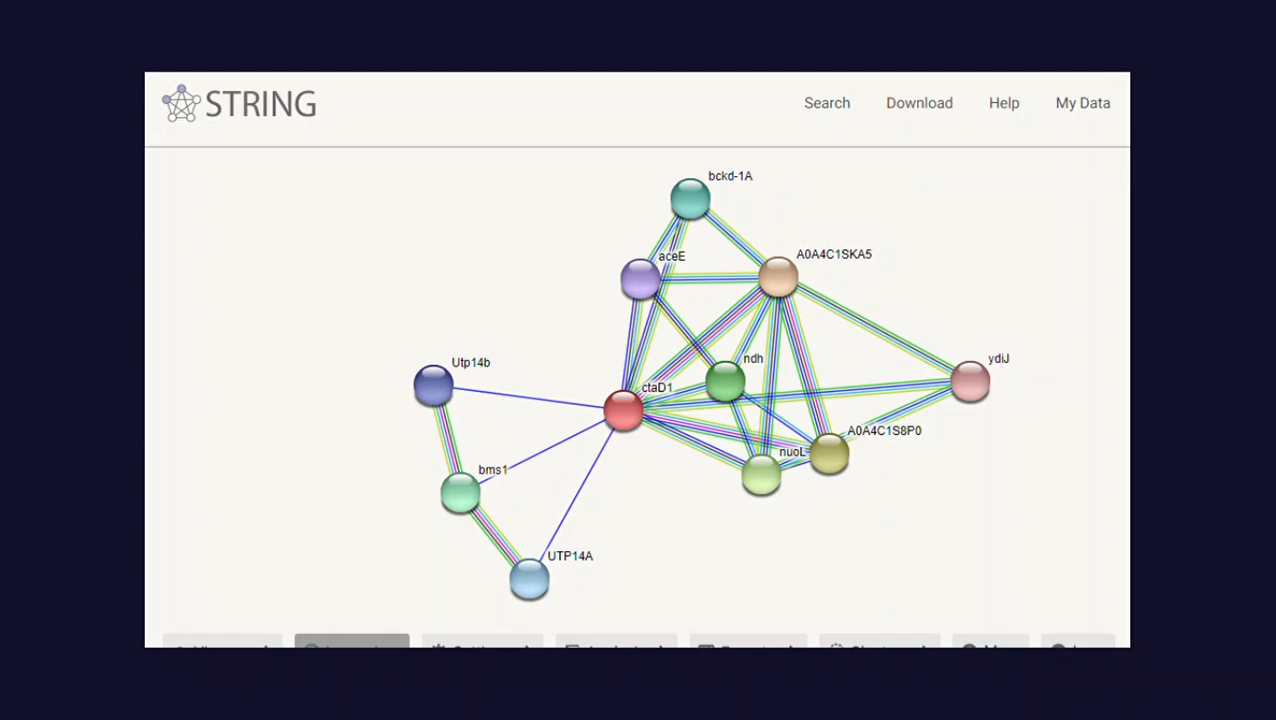 STRING
Search Download Help My Data
bckd-1A
aceE
A0A4C1SKA5
Utp14b
ndh
ydiJ
ctaD1
A0A4C1S8P0
nuoL
bms1
UTP14A